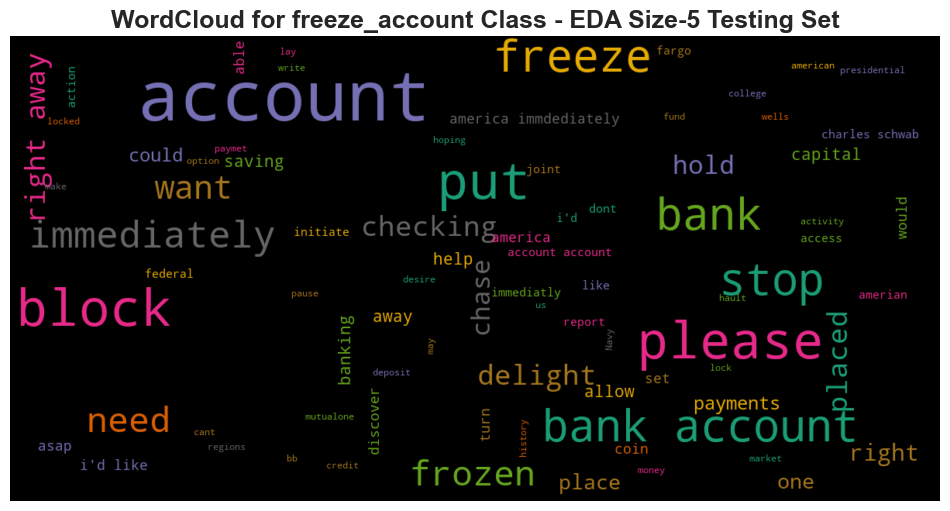 WordCloud for freeze_account Class - EDA Size-5 Testing Set
account
freeze
fargo
able
lay
write
american
presidential
right away
action
college
locked
america immdediately
fund
wells
charles schwab
hoping
could
option
paymet
saving
put
joint
hold
capital
make
want
bank
would
i'd
dont
activity
access
immediately
initiate
checking
america
account account
federal
help
chase
desire
immediatly
us
like
stop
hault
amerian
block
pause
away
banking
may
report
Navy
please
placed
deposit
delight
set
lock
allow
payments
need
mutualone
discover
turn
history
bank account
coin
right
cant
regions
asap
i'd like
bb
credit
frozen
place
money
market
one